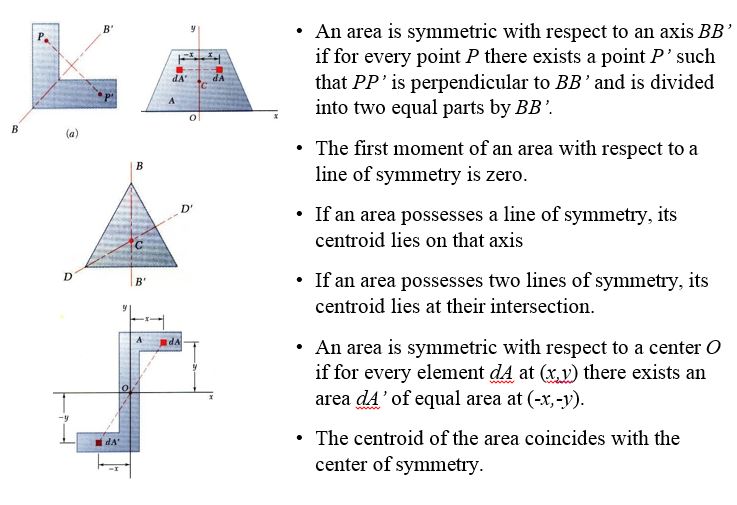 B'
P
P'
B
(a)
y
-x
x
dA'
dA
C
A
O
x
B
D'
C
D
B'
y
x
A
dA
y
O
x
-y
dA'
-x
• An area is symmetric with respect to an axis BB’
if for every point P there exists a point P’ such
that PP’ is perpendicular to BB’ and is divided
into two equal parts by BB’.
• The first moment of an area with respect to a
line of symmetry is zero.
• If an area possesses a line of symmetry, its
centroid lies on that axis
• If an area possesses two lines of symmetry, its
centroid lies at their intersection.
• An area is symmetric with respect to a center O
if for every element dA at (x,y) there exists an
area dA’ of equal area at (-x,-y).
• The centroid of the area coincides with the
center of symmetry.